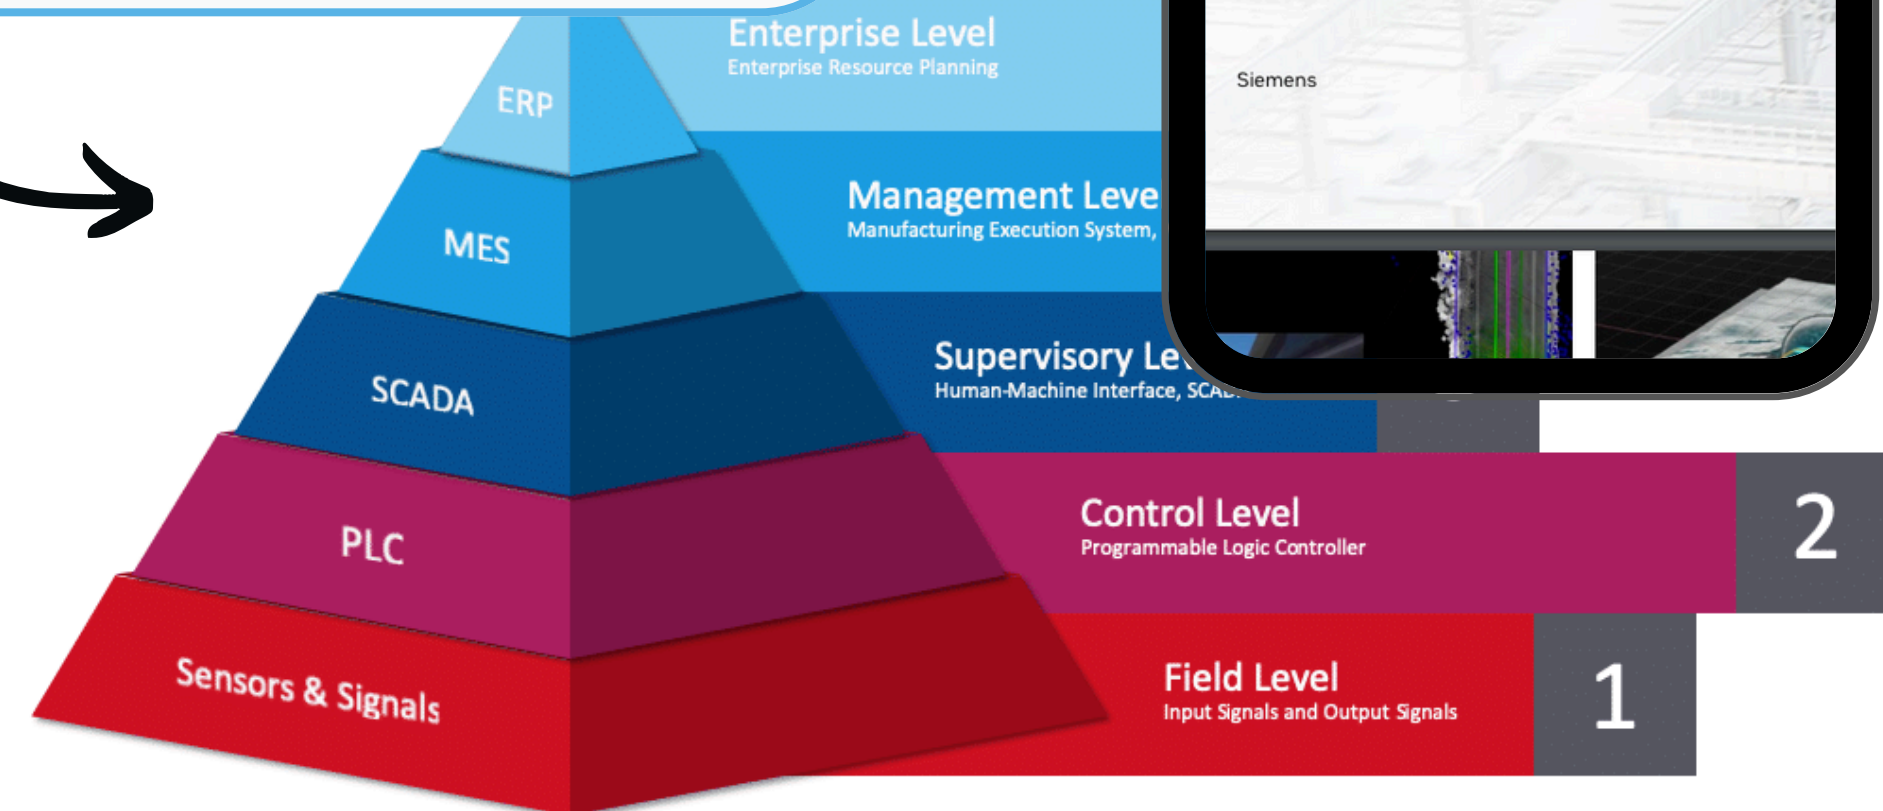 Enterprise Level
Enterprise Resource Planning
Siemens
ERP
Management Leve
Manufacturing Execution System,
MES
Supervisory Le
Human-Machine Interface, SCAD
SCADA
Control Level
Programmable Logic Controller
2
PLC
Field Level
Input Signals and Output Signals
1
Sensors & Signals